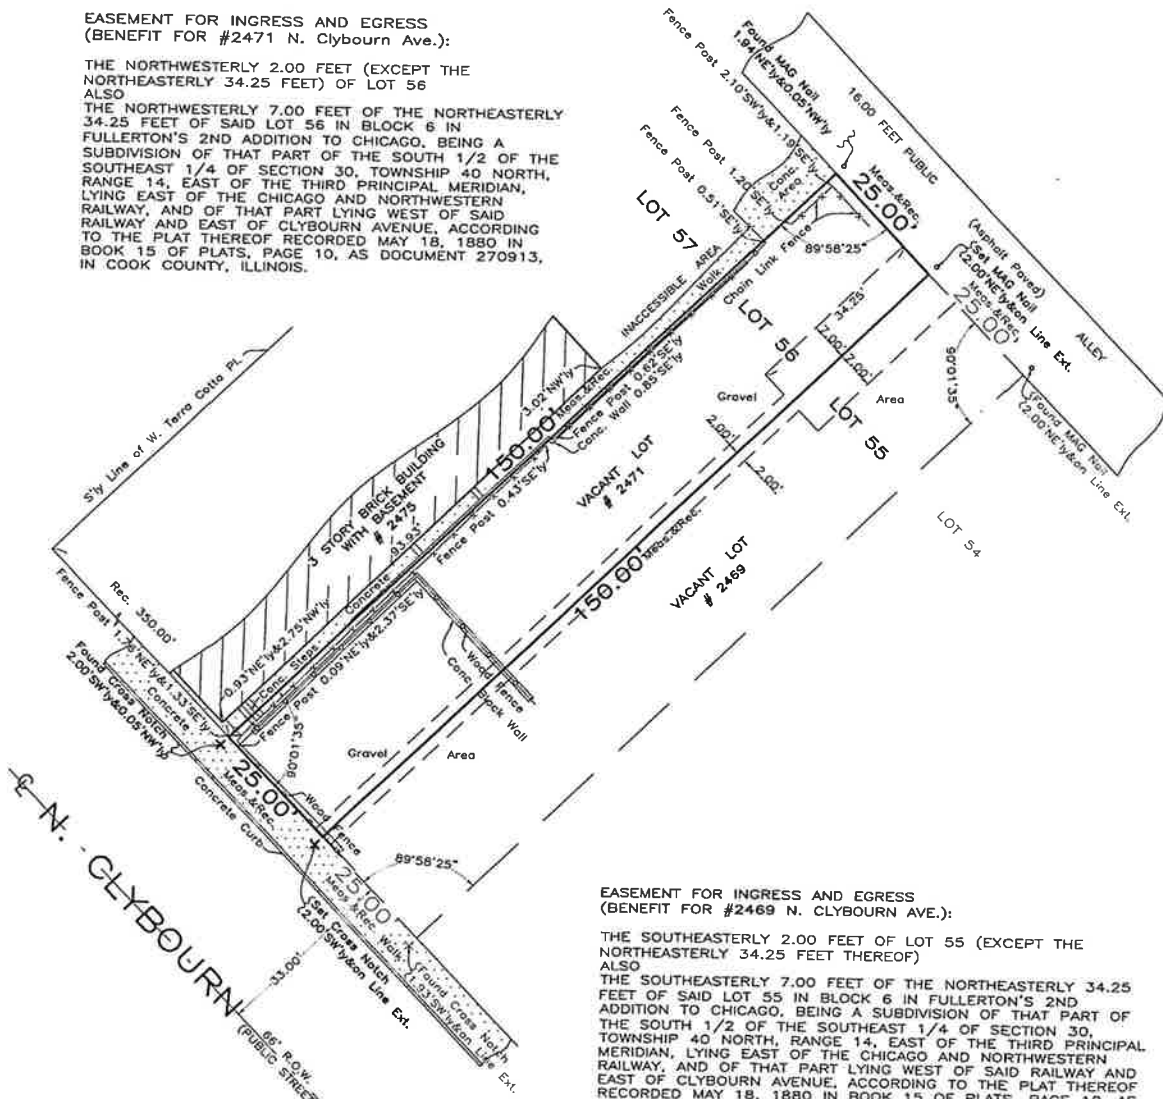 EASEMENT FOR INGRESS AND EGRESS
(BENEFIT FOR #2471 N. Clybourn Ave.):
THE NORTHWESTERLY 2.00 FEET (EXCEPT THE
NORTHEASTERLY 34.25 FEET) OF LOT 56
ALSO
THE NORTHWESTERLY 7.00 FEET OF THE NORTHEASTERLY
34.25 FEET OF SAID LOT 56 IN BLOCK 6 IN
FULLERTON'S 2ND ADDITION TO CHICAGO, BEING A
SUBDIVISION OF THAT PART OF THE SOUTH 1/2 OF THE
SOUTHEAST 1/4 OF SECTION 30, TOWNSHIP 40 NORTH,
RANGE 14, EAST OF THE THIRD PRINCIPAL MERIDIAN,
LYING EAST OF THE CHICAGO AND NORTHWESTERN
RAILWAY, AND OF THAT PART LYING WEST OF SAID
RAILWAY AND EAST OF CLYBOURN AVENUE, ACCORDING
TO THE PLAT THEREOF RECORDED MAY 18, 1880 IN
BOOK 15 OF PLATS, PAGE 10, AS DOCUMENT 270913,
IN COOK COUNTY, ILLINOIS.
Found MAG Nail
1.94'NE'ly&0.05'NW'ly
Fence Post 2.10'SW'ly&1.19'SE'ly
Fence Post 1.20'SE'ly
Fence Post 0.51'SE'ly
16.00 FEET PUBLIC
ALLEY
(Asphalt Paved)
Conc.
Area
25.00'
Meas.&Rec.
89°58'25"
(Set MAG Nail
(2.00'NE'ly&on Line Ext.
25.00'
Meas.&Rec.
90°01'35"
(Found MAG Nail
(2.00'NE'ly&on Line Ext.
LOT 57
INACCESSIBLE AREA
Walk
Chain Link Fence
LOT 56
34.25'
2.00'
2.00'
Gravel
Area
LOT 55
2.00'
2.00'
LOT 54
S'ly Line of W. Terra Cotta Pl.
3.02'NW'ly
150.00'
Meas.&Rec.
Fence Post 0.62'SE'ly
Conc. Wall 0.85'SE'ly
3 STORY BRICK BUILDING
WITH BASEMENT
# 2475
93.93'
Fence Post 0.43'SE'ly
VACANT LOT
# 2471
VACANT LOT
# 2469
150.00'
Meas.&Rec.
Concrete
Conc. Steps
0.93'NE'ly&2.75'NW'ly
Fence Post 0.09'NE'ly&2.37'SE'ly
Wood Fence
Conc. Block Wall
Rec. 350.00'
Fence Post 1.76'NE'ly&1.33'SE'ly
Found Cross Notch
2.00'SW'ly&0.05'NW'ly
Concrete
90°01'35"
Gravel
Area
25.00'
Meas.&Rec.
Wood Fence
Concrete Curb
89°58'25"
25.00'
Meas.&Rec.
Walk
(Set Cross Notch
(2.00'SW'ly&on Line Ext.
(Found Cross Notch
(1.93'SW'ly&on Line Ext.
33.00'
N. CLYBOURN
66' R.O.W.
(PUBLIC STREET
EASEMENT FOR INGRESS AND EGRESS
(BENEFIT FOR #2469 N. CLYBOURN AVE.):
THE SOUTHEASTERLY 2.00 FEET OF LOT 55 (EXCEPT THE
NORTHEASTERLY 34.25 FEET THEREOF)
ALSO
THE SOUTHEASTERLY 7.00 FEET OF THE NORTHEASTERLY 34.25
FEET OF SAID LOT 55 IN BLOCK 6 IN FULLERTON'S 2ND
ADDITION TO CHICAGO, BEING A SUBDIVISION OF THAT PART OF
THE SOUTH 1/2 OF THE SOUTHEAST 1/4 OF SECTION 30,
TOWNSHIP 40 NORTH, RANGE 14, EAST OF THE THIRD PRINCIPAL
MERIDIAN, LYING EAST OF THE CHICAGO AND NORTHWESTERN
RAILWAY, AND OF THAT PART LYING WEST OF SAID RAILWAY AND
EAST OF CLYBOURN AVENUE, ACCORDING TO THE PLAT THEREOF
RECORDED MAY 18, 1880 IN BOOK 15 OF PLATS, PAGE 10, AS